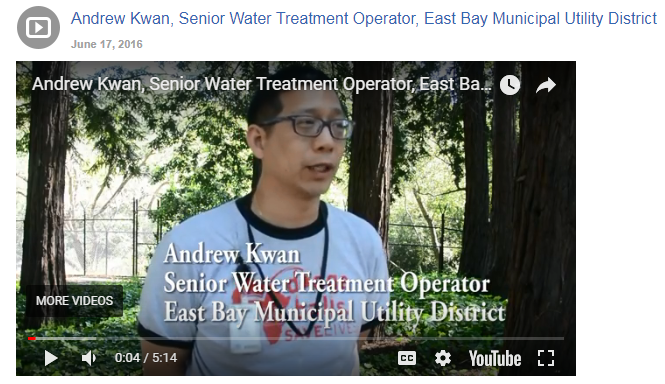 Andrew Kwan, Senior Water Treatment Operator, East Bay Municipal Utility District
June 17, 2016
Andrew Kwan, Senior Water Treatment Operator, East Ba...
Andrew Kwan
Senior Water Treatment Operator
East Bay Municipal Utility District
MORE VIDEOS
0:04 / 5:14
CC
YouTube